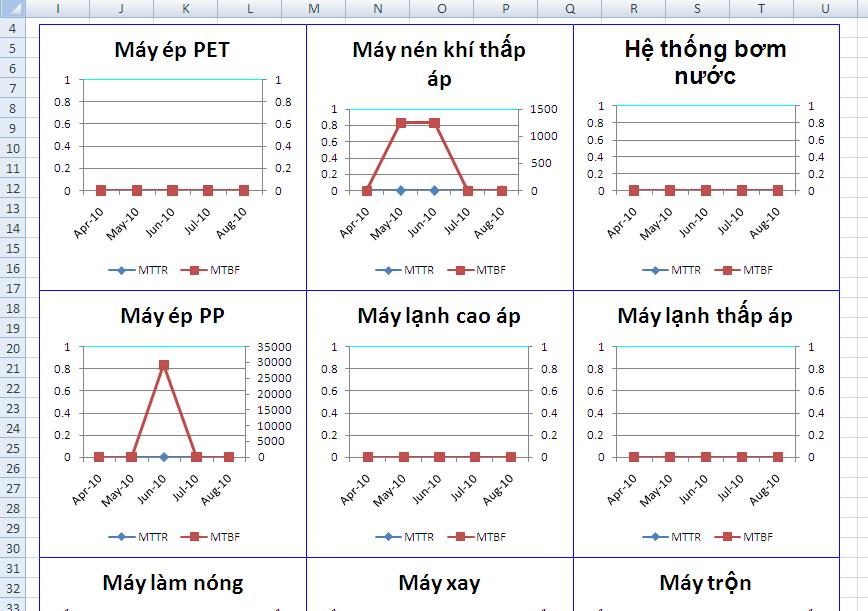 I J K L M N O P Q R S T U
4
5
6
7
8
9
10
11
12
13
14
15
16
17
18
19
20
21
22
23
24
25
26
27
28
29
30
31
32
33
Máy ép PET
1 1
0.8 0.8
0.6 0.6
0.4 0.4
0.2 0.2
0 0
Apr-10 May-10 Jun-10 Jul-10 Aug-10
MTTR MTBF
Máy nén khí thấp
áp
1 1500
0.8
0.6 1000
0.4 500
0.2
0 0
Apr-10 May-10 Jun-10 Jul-10 Aug-10
MTTR MTBF
Hệ thống bơm
nước
1 1
0.8 0.8
0.6 0.6
0.4 0.4
0.2 0.2
0 0
Apr-10 May-10 Jun-10 Jul-10 Aug-10
MTTR MTBF
Máy ép PP
1 35000
0.8 30000
0.6 25000
20000
0.4 15000
10000
0.2 5000
0 0
Apr-10 May-10 Jun-10 Jul-10 Aug-10
MTTR MTBF
Máy lạnh cao áp
1 1
0.8 0.8
0.6 0.6
0.4 0.4
0.2 0.2
0 0
Apr-10 May-10 Jun-10 Jul-10 Aug-10
MTTR MTBF
Máy lạnh thấp áp
1 1
0.8 0.8
0.6 0.6
0.4 0.4
0.2 0.2
0 0
Apr-10 May-10 Jun-10 Jul-10 Aug-10
MTTR MTBF
Máy làm nóng
Máy xay
Máy trộn